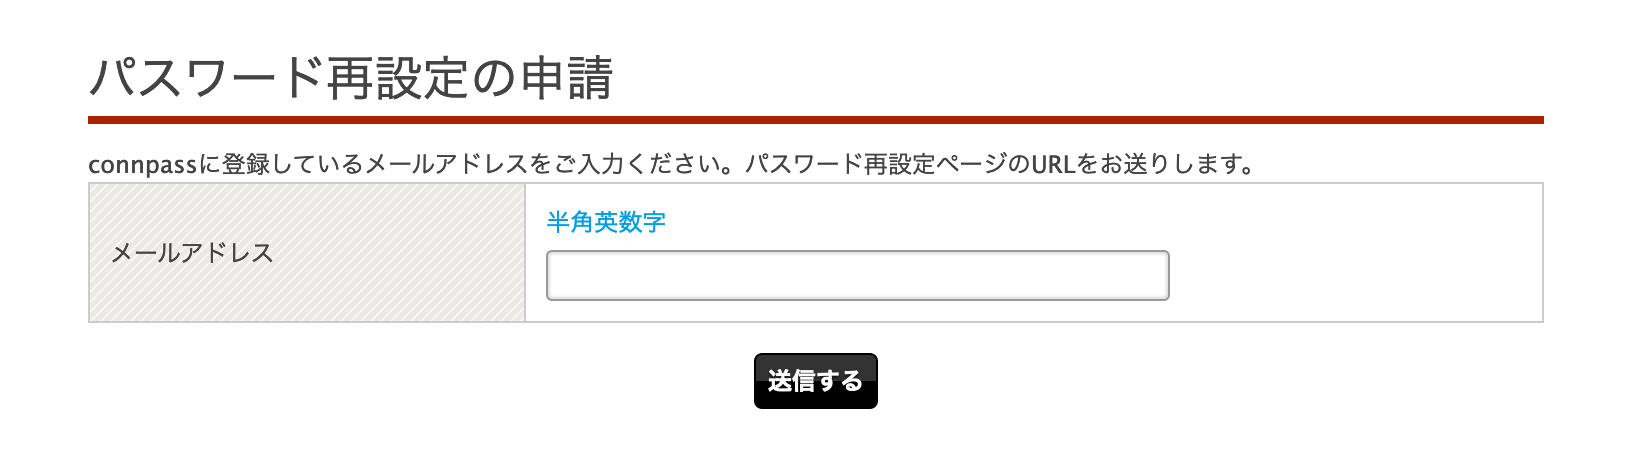 パスワード再設定の申請
connpassに登録しているメールアドレスをご入力ください。パスワード再設定ページのURLをお送りします。
メールアドレス
半角英数字
送信する